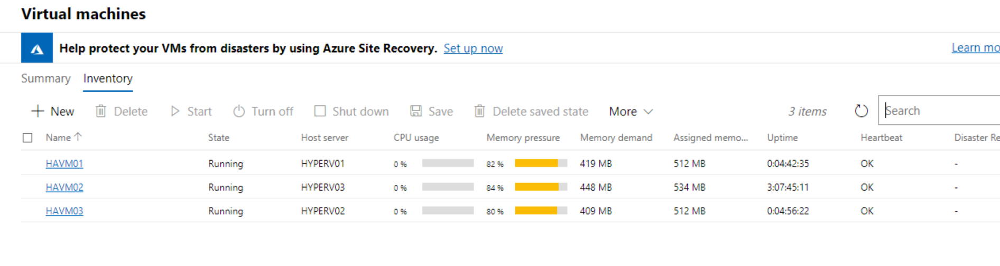 Virtual machines
Help protect your VMs from disasters by using Azure Site Recovery. Set up now Learn mo
Summary Inventory
New Delete Start Turn off Shut down Save Delete saved state More 3 items Search
Name State Host server CPU usage Memory pressure Memory demand Assigned memo... Uptime Heartbeat Disaster Re
HAVM01 Running HYPERV01 0 % 82 % 419 MB 512 MB 0:04:42:35 OK -
HAVM02 Running HYPERV03 0 % 84 % 448 MB 534 MB 3:07:45:11 OK -
HAVM03 Running HYPERV02 0 % 80 % 409 MB 512 MB 0:04:56:22 OK -